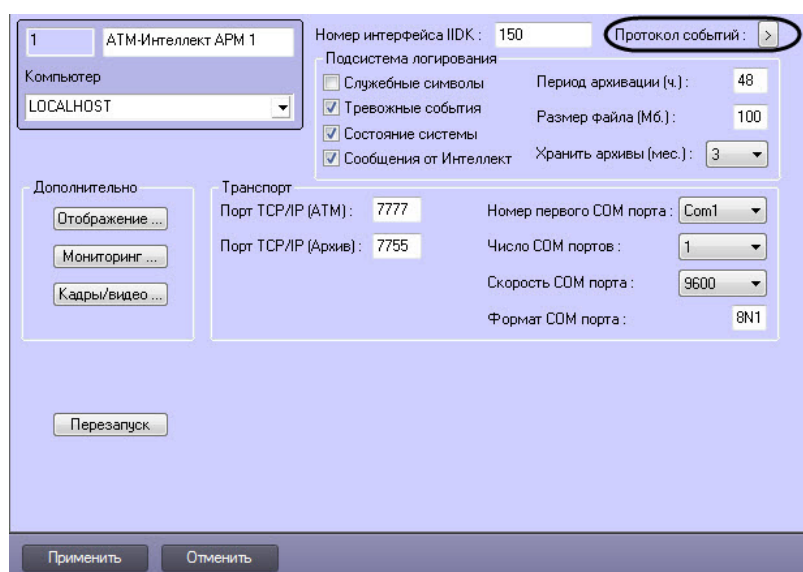 1 АТМ-Интеллект АРМ 1
Компьютер
LOCALHOST
Номер интерфейса IIDK : 150
Протокол событий : >
Подсистема логирования
Служебные символы
Тревожные события
Состояние системы
Сообщения от Интеллект
Период архивации (ч.) : 48
Размер файла (Мб.) : 100
Хранить архивы (мес.) : 3
Дополнительно
Отображение ...
Мониторинг ...
Кадры/видео ...
Транспорт
Порт TCP/IP (АТМ) : 7777
Порт TCP/IP (Архив) : 7755
Номер первого COM порта : Com1
Число COM портов : 1
Скорость COM порта : 9600
Формат COM порта : 8N1
Перезапуск
Применить Отменить